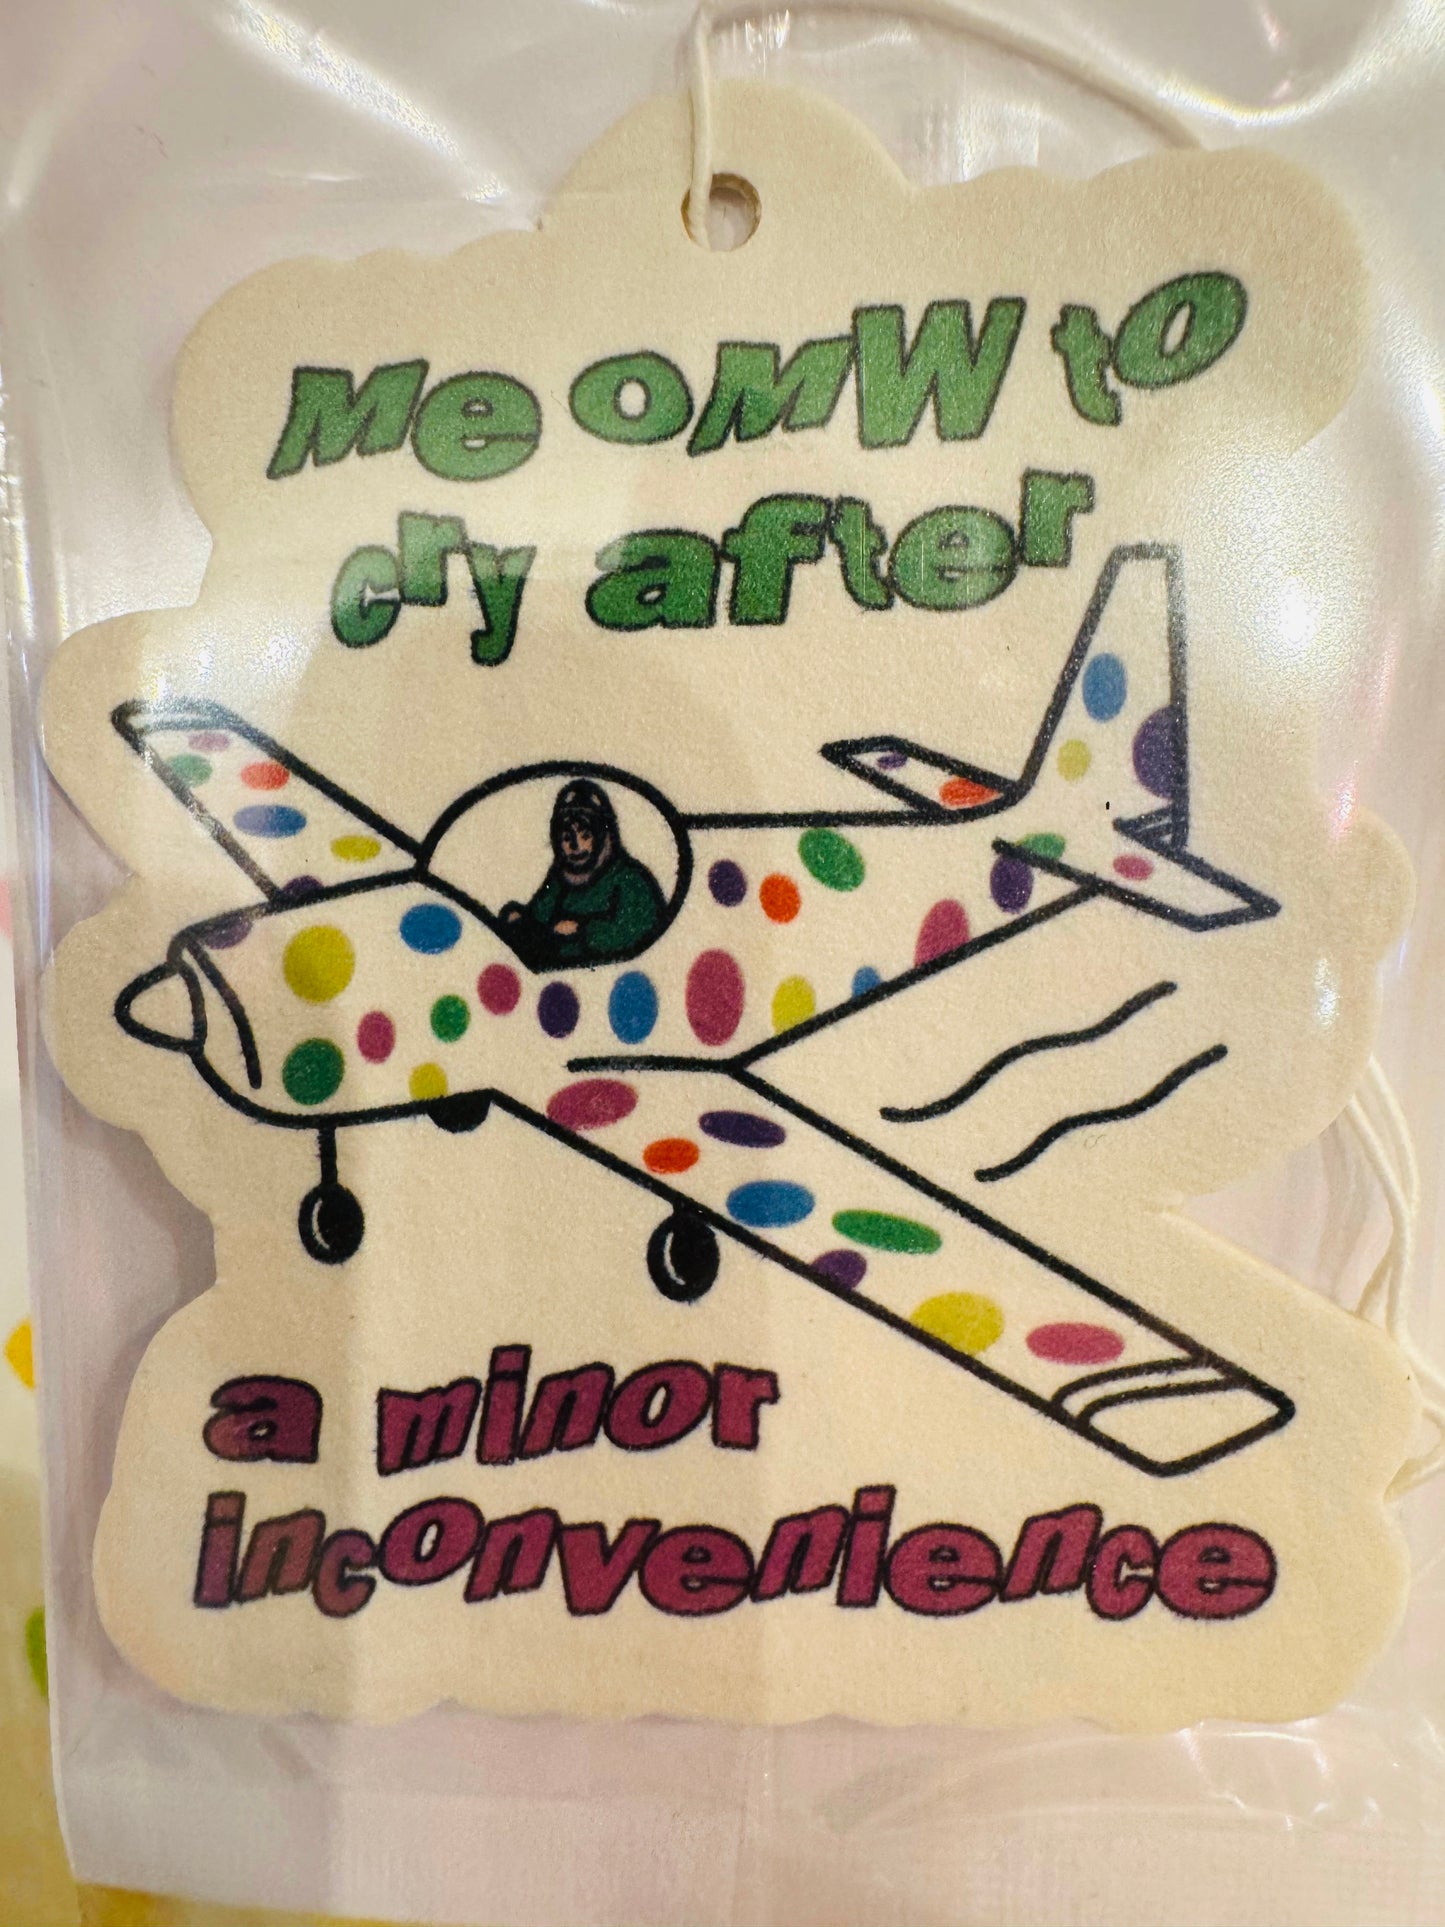 Me OMW to
cry after
a minor
inconvenience